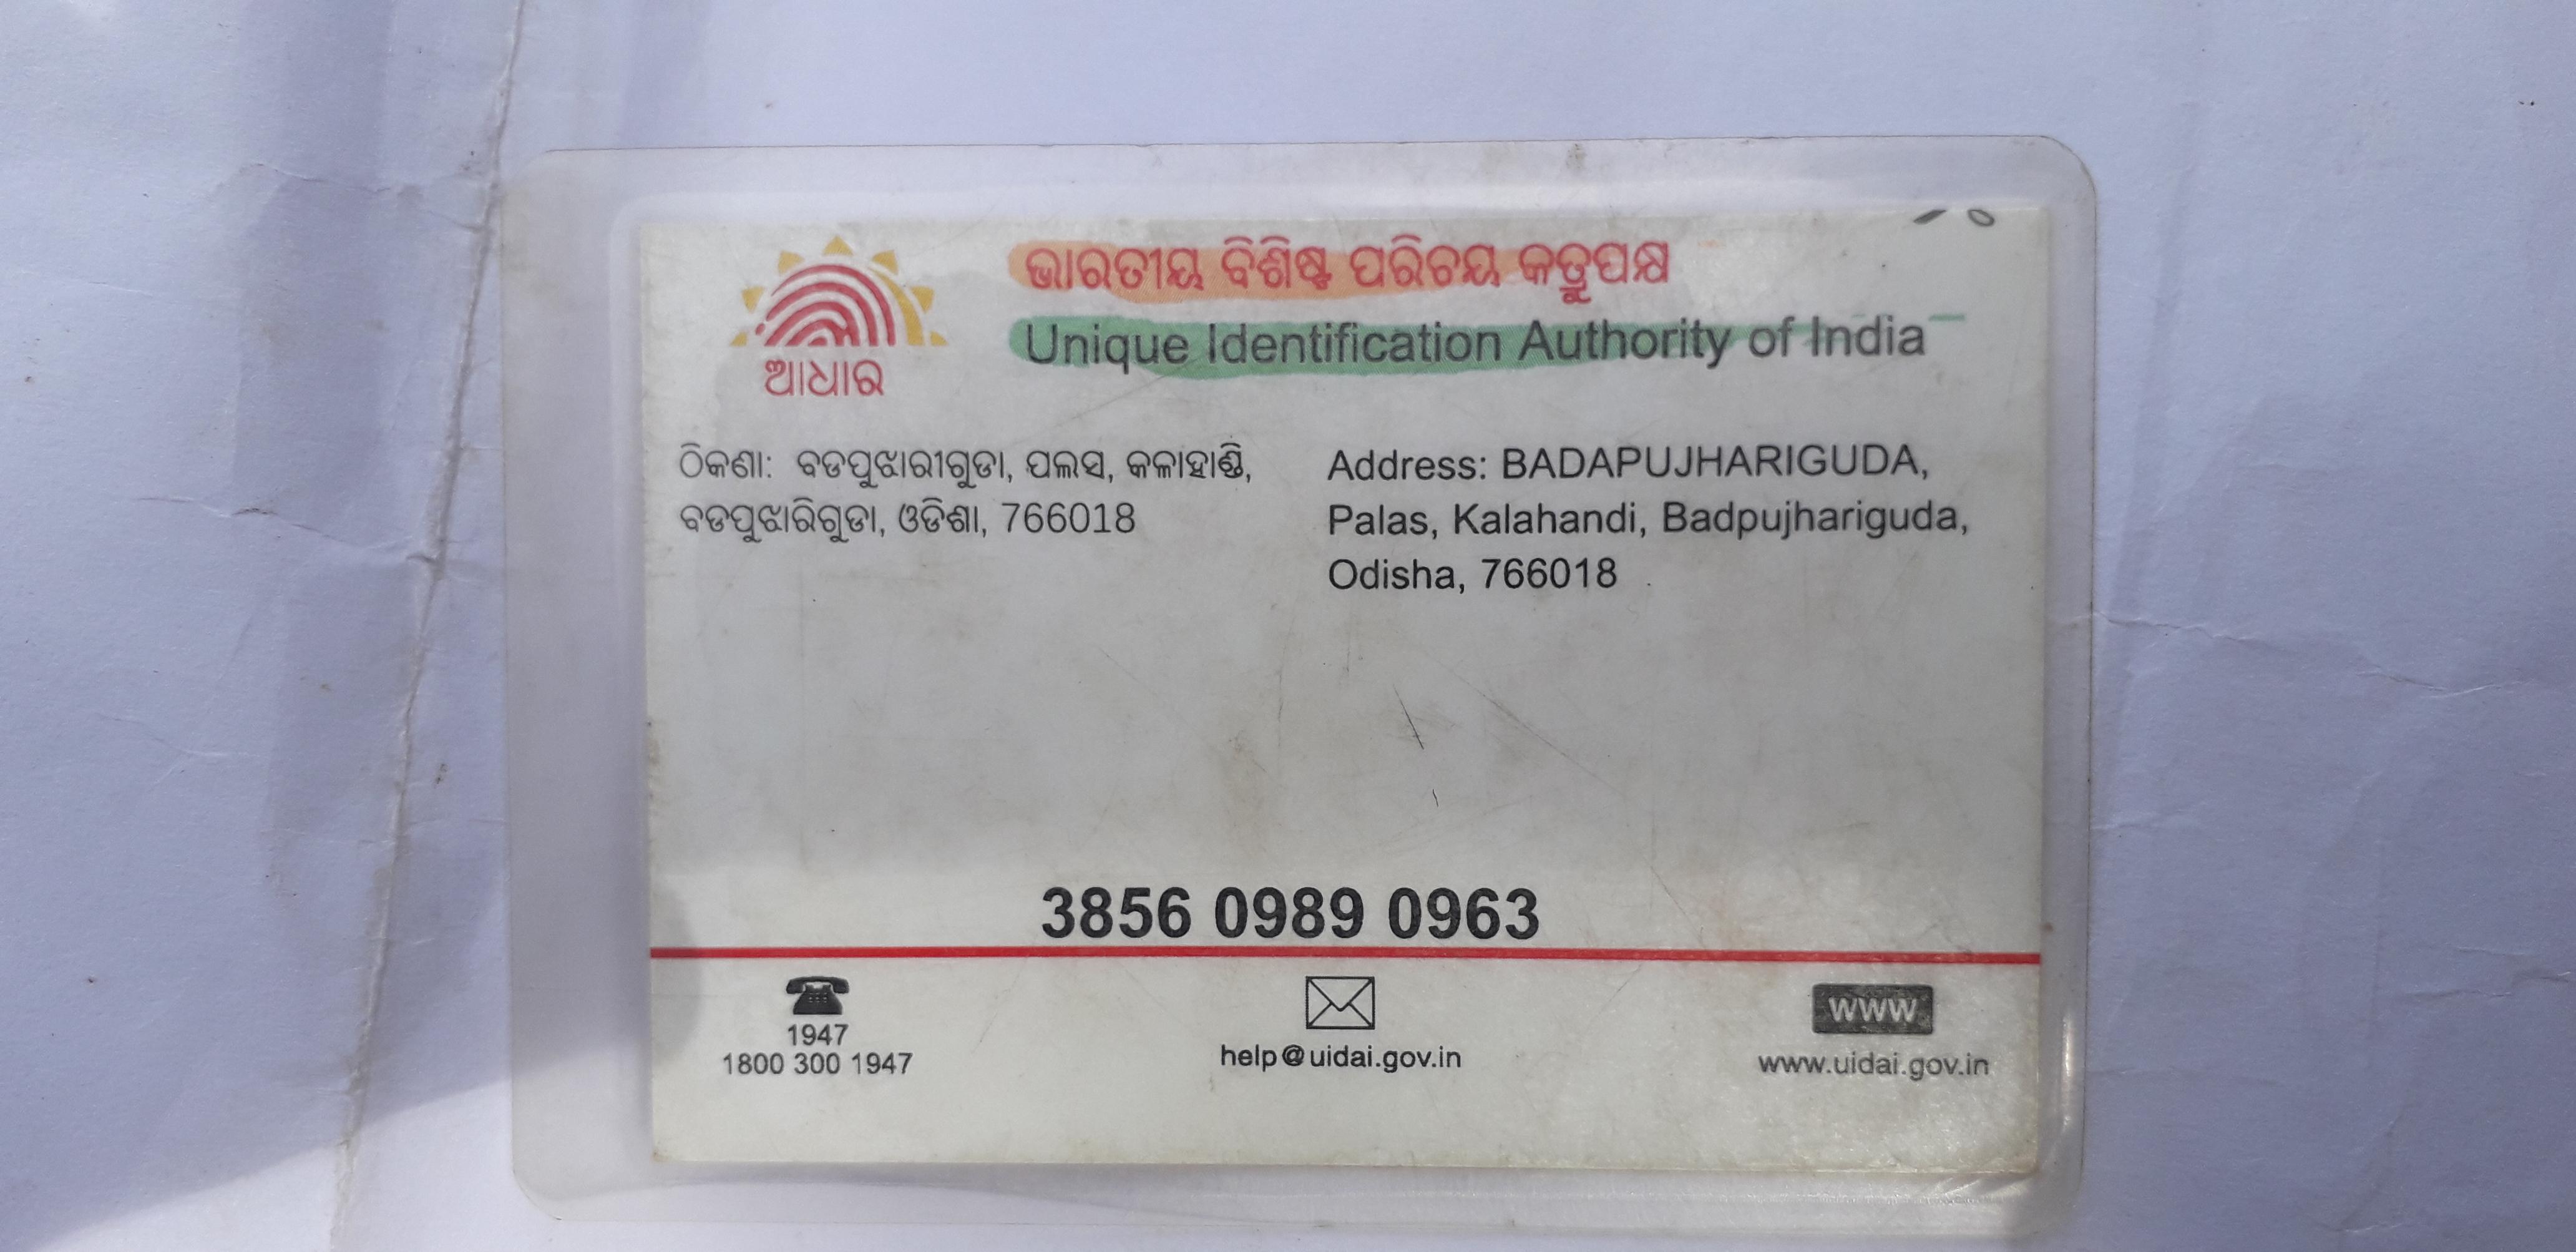 ଭାରତୀୟ ବିଶିଷ୍ଟ ପରିଚୟ କର୍ତ୍ତୁପକ୍ଷ
Unique Identification Authority of India
ଆଧାର
ଠିକଣା: ବଡପୁଝାରୀଗୁଡା, ପଲସ, କଳାହାଣ୍ଡି,
ବଡପୁଝାରିଗୁଡା, ଓଡିଶା, 766018
Address: BADAPUJHARIGUDA,
Palas, Kalahandi, Badpujhariguda,
Odisha, 766018
3856 0989 0963
1947
1800 300 1947
help@uidai.gov.in
www
www.uidai.gov.in